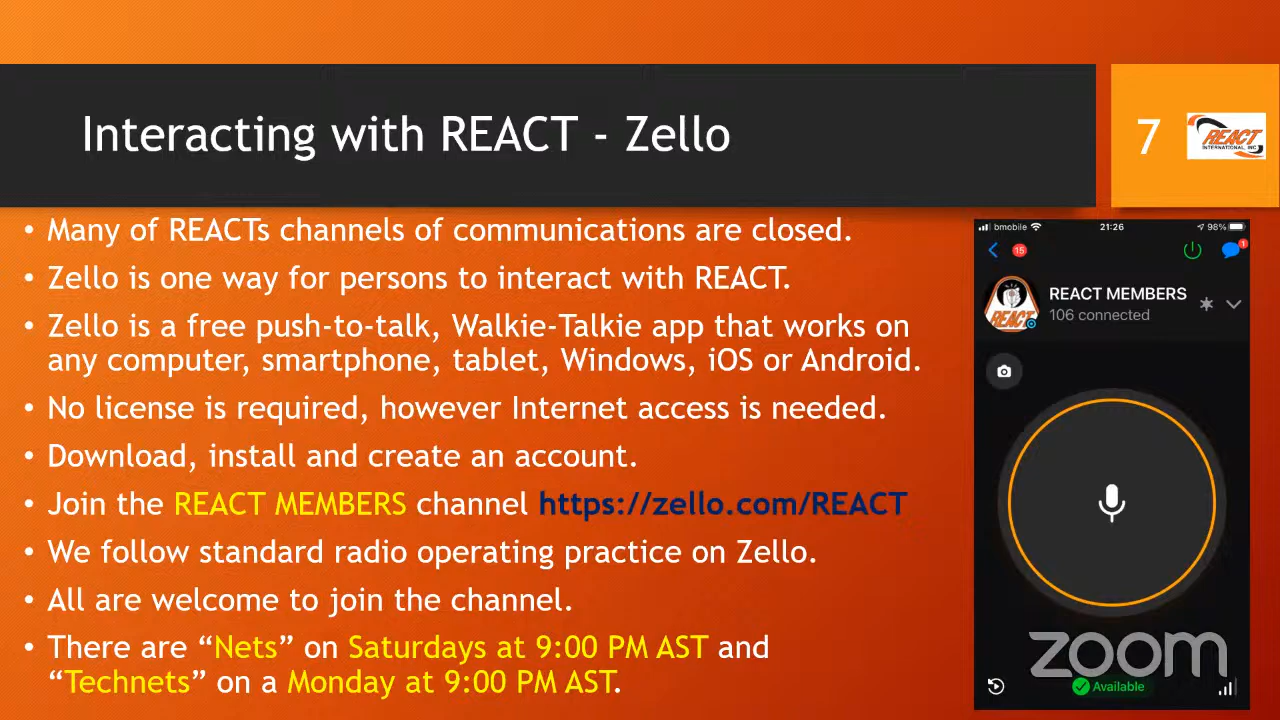 Interacting with REACT - Zello
7
REACT
INTERNATIONAL, INC.
• Many of REACTs channels of communications are closed.
• Zello is one way for persons to interact with REACT.
• Zello is a free push-to-talk, Walkie-Talkie app that works on
any computer, smartphone, tablet, Windows, iOS or Android.
• No license is required, however Internet access is needed.
• Download, install and create an account.
• Join the REACT MEMBERS channel https://zello.com/REACT
• We follow standard radio operating practice on Zello.
• All are welcome to join the channel.
• There are “Nets” on Saturdays at 9:00 PM AST and
“Technets” on a Monday at 9:00 PM AST.
bmobile 21:26 98%
15 1
REACT MEMBERS
106 connected
REACT
zoom
Available